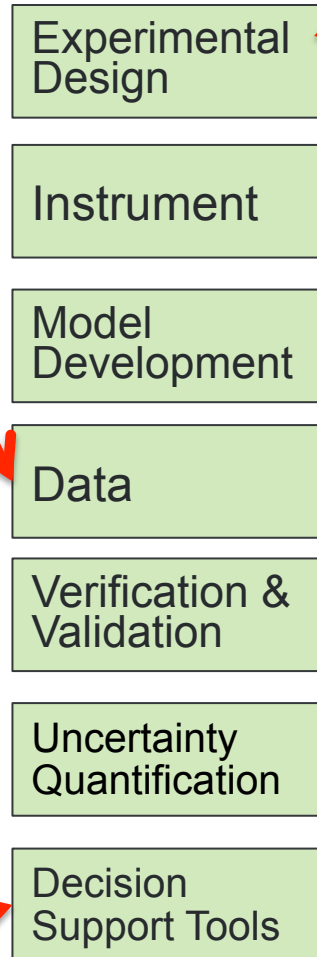 Experimental
Design
Instrument
Model
Development
Data
Verification &
Validation
Uncertainty
Quantification
Decision
Support Tools